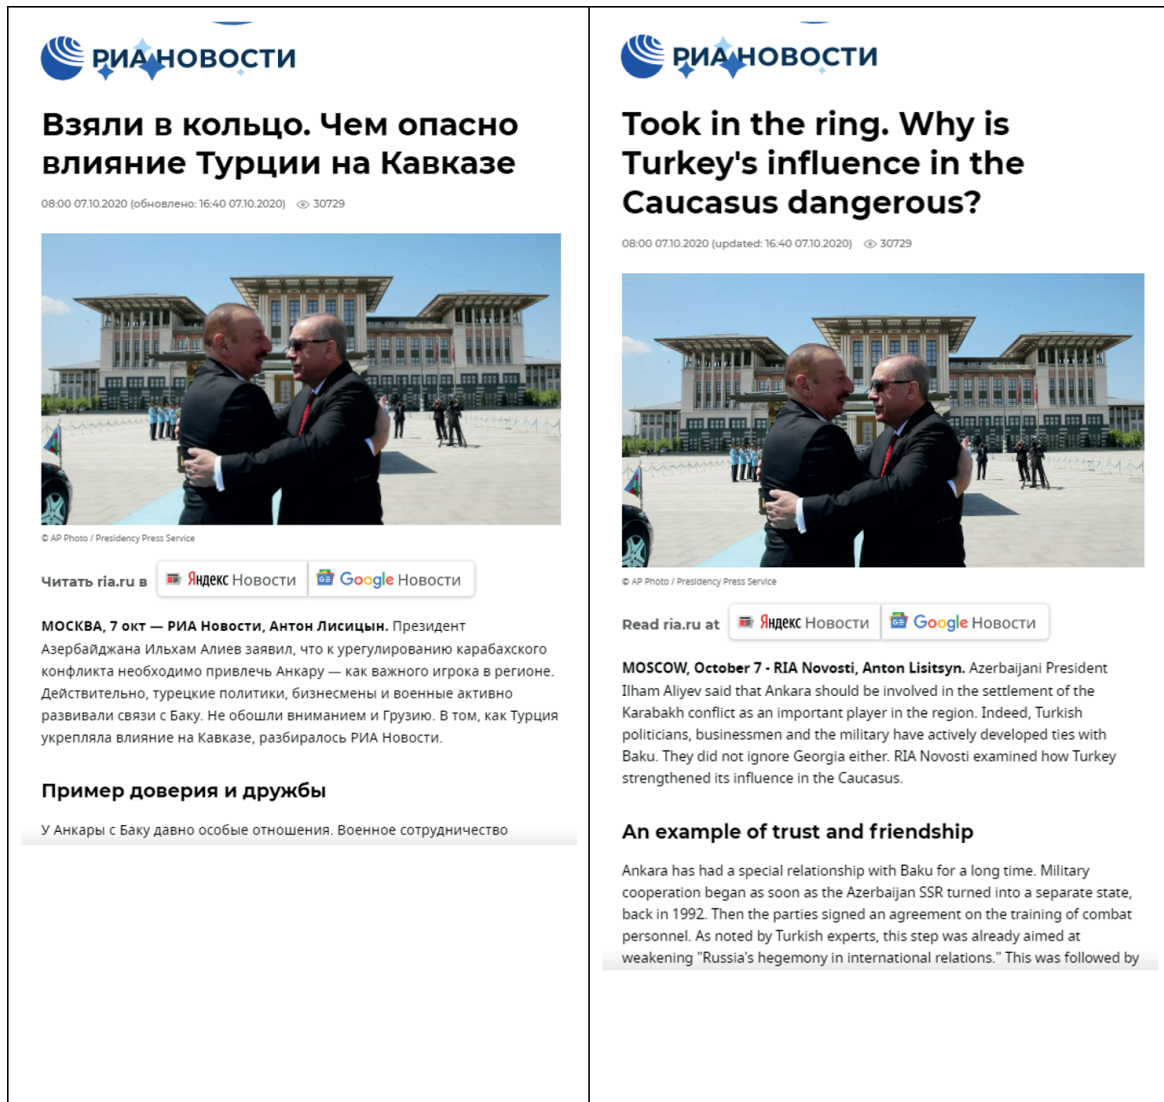 РИА НОВОСТИ
Взяли в кольцо. Чем опасно
влияние Турции на Кавказе
08:00 07.10.2020 (обновлено: 16:40 07.10.2020) 30729
© AP Photo / Presidency Press Service
Читать ria.ru в Яндекс Новости Google Новости
МОСКВА, 7 окт — РИА Новости, Антон Лисицын. Президент
Азербайджана Ильхам Алиев заявил, что к урегулированию карабахского
конфликта необходимо привлечь Анкару — как важного игрока в регионе.
Действительно, турецкие политики, бизнесмены и военные активно
развивали связи с Баку. Не обошли вниманием и Грузию. В том, как Турция
укрепляла влияние на Кавказе, разбиралось РИА Новости.
Пример доверия и дружбы
У Анкары с Баку давно особые отношения. Военное сотрудничество
РИА НОВОСТИ
Took in the ring. Why is
Turkey's influence in the
Caucasus dangerous?
08:00 07.10.2020 (updated: 16:40 07.10.2020) 30729
© AP Photo / Presidency Press Service
Read ria.ru at Яндекс Новости Google Новости
MOSCOW, October 7 - RIA Novosti, Anton Lisitsyn. Azerbaijani President
Ilham Aliyev said that Ankara should be involved in the settlement of the
Karabakh conflict as an important player in the region. Indeed, Turkish
politicians, businessmen and the military have actively developed ties with
Baku. They did not ignore Georgia either. RIA Novosti examined how Turkey
strengthened its influence in the Caucasus.
An example of trust and friendship
Ankara has had a special relationship with Baku for a long time. Military
cooperation began as soon as the Azerbaijan SSR turned into a separate state,
back in 1992. Then the parties signed an agreement on the training of combat
personnel. As noted by Turkish experts, this step was already aimed at
weakening "Russia's hegemony in international relations." This was followed by